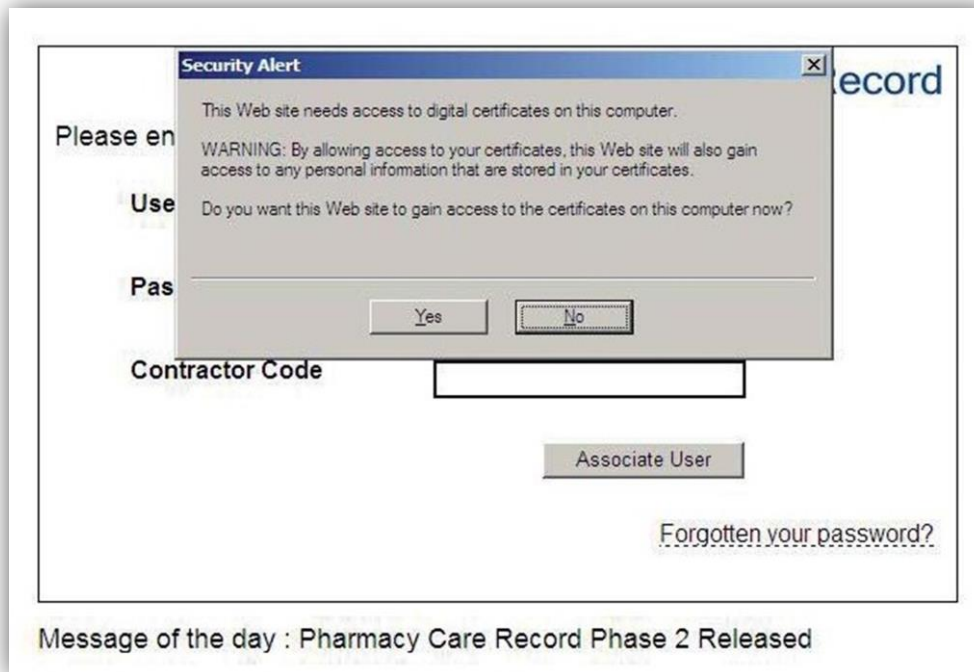 Security Alert
ecord
This Web site needs access to digital certificates on this computer.
Please en
WARNING: By allowing access to your certificates, this Web site will also gain
access to any personal information that are stored in your certificates.
Use
Do you want this Web site to gain access to the certificates on this computer now?
Pas
Yes No
Contractor Code
Associate User
Forgotten your password?
Message of the day : Pharmacy Care Record Phase 2 Released